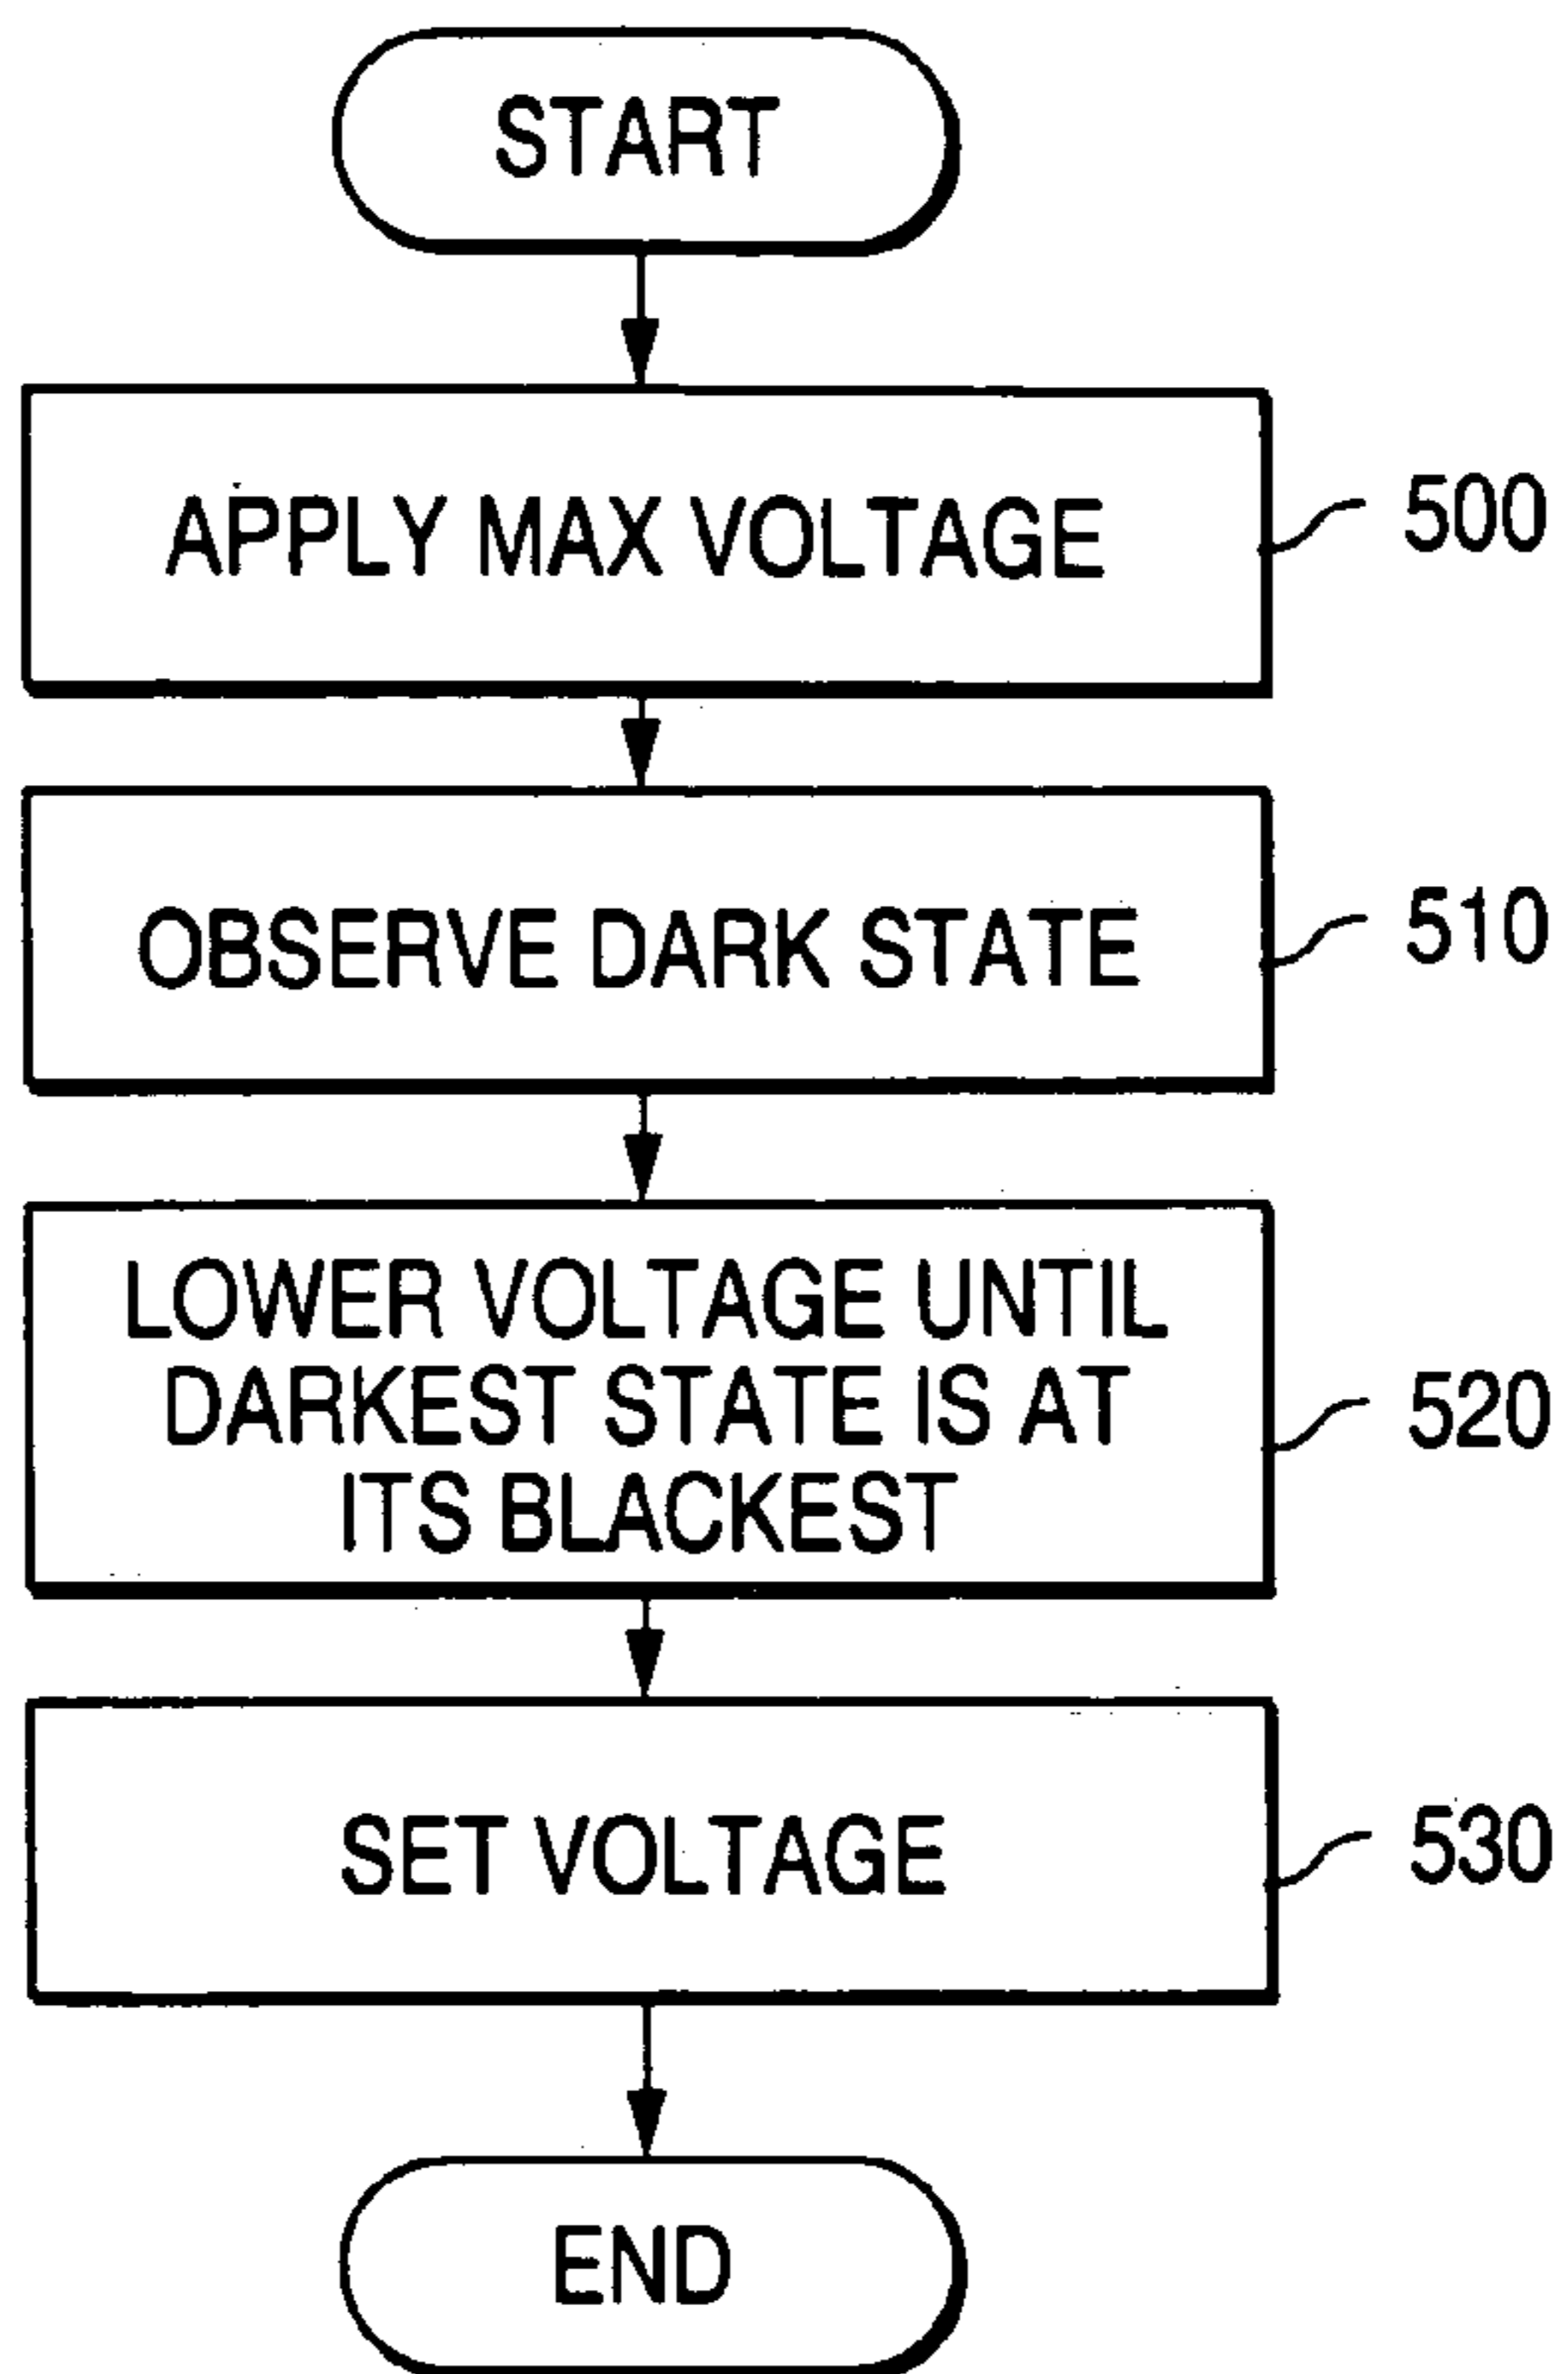 START
APPLY MAX VOLTAGE
500
OBSERVE DARK STATE
510
LOWER VOLTAGE UNTIL
DARKEST STATE IS AT
ITS BLACKEST
520
SET VOLTAGE
530
END